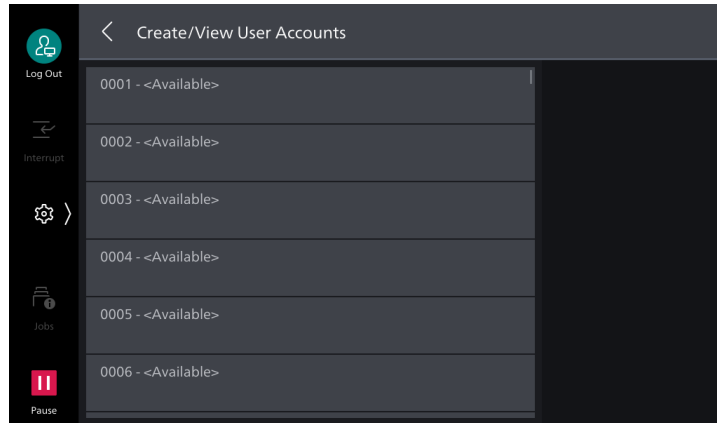 Create/View User Accounts
Log Out
0001 - <Available>
0002 - <Available>
Interrupt
0003 - <Available>
0004 - <Available>
0005 - <Available>
Jobs
0006 - <Available>
Pause